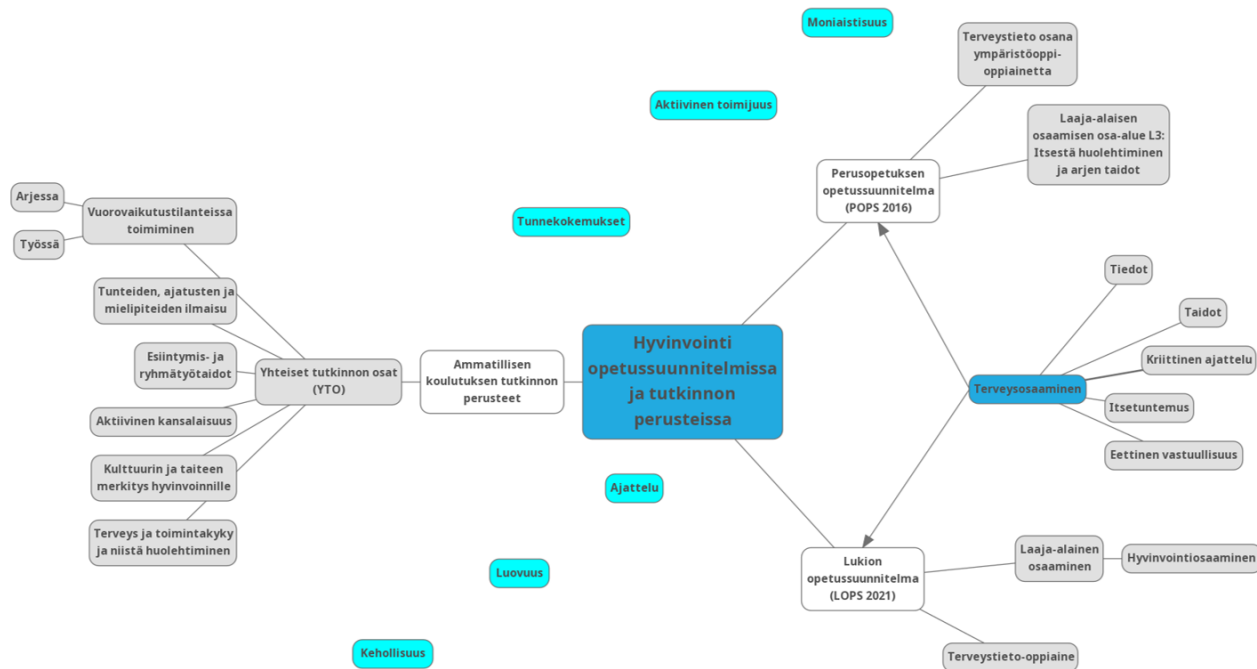 Moniaistisuus
Terveystieto osana
ympäristöoppi-
oppiainetta
Aktiivinen toimijuus
Laaja-alaisen
osaamisen osa-alue L3:
Itsestä huolehtiminen
ja arjen taidot
Perusopetuksen
opetussuunnitelma
(POPS 2016)
Arjessa
Vuorovaikutustilanteissa
toimiminen
Työssä
Tunnekokemukset
Tiedot
Tunteiden, ajatusten ja
mielipiteiden ilmaisu
Taidot
Esiintymis- ja
ryhmätyötaidot
Yhteiset tutkinnon osat
(YTO)
Ammatillisen
koulutuksen tutkinnon
perusteet
Hyvinvointi
opetussuunnitelmissa
ja tutkinnon
perusteissa
Kriittinen ajattelu
Terveysosaaminen
Itsetuntemus
Aktiivinen kansalaisuus
Eettinen vastuullisuus
Kulttuurin ja taiteen
merkitys hyvinvoinnille
Ajattelu
Terveys ja toimintakyky
ja niistä huolehtiminen
Luovuus
Lukion
opetussuunnitelma
(LOPS 2021)
Laaja-alainen
osaaminen
Hyvinvointiosaaminen
Kehollisuus
Terveystieto-oppiaine